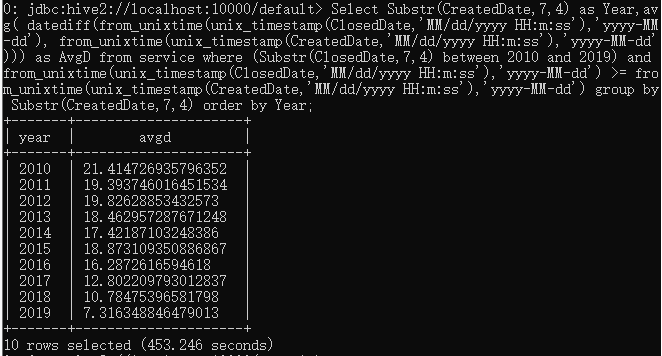 0: jdbc:hive2://localhost:10000/default> Select Substr(CreatedDate,7,4) as Year,av
g( datediff(from_unixtime(unix_timestamp(ClosedDate,'MM/dd/yyyy HH:m:ss'),'yyyy-MM
-dd'), from_unixtime(unix_timestamp(CreatedDate,'MM/dd/yyyy HH:m:ss'),'yyyy-MM-dd'
))) as AvgD from service where (Substr(CreatedDate,7,4) between 2010 and 2019) and
from_unixtime(unix_timestamp(ClosedDate,'MM/dd/yyyy HH:m:ss'),'yyyy-MM-dd') >= fro
m_unixtime(unix_timestamp(CreatedDate,'MM/dd/yyyy HH:m:ss'),'yyyy-MM-dd') group by
Substr(CreatedDate,7,4) order by Year;
+-------+---------------------+
| year | avgd |
+-------+---------------------+
| 2010 | 21.414726935796352 |
| 2011 | 19.393746016451534 |
| 2012 | 19.82628853432573 |
| 2013 | 18.462957287671248 |
| 2014 | 17.42187103248386 |
| 2015 | 18.873109350886867 |
| 2016 | 16.2872616594618 |
| 2017 | 12.802209793012837 |
| 2018 | 10.78475396581798 |
| 2019 | 7.316348846479013 |
+-------+---------------------+
10 rows selected (453.246 seconds)